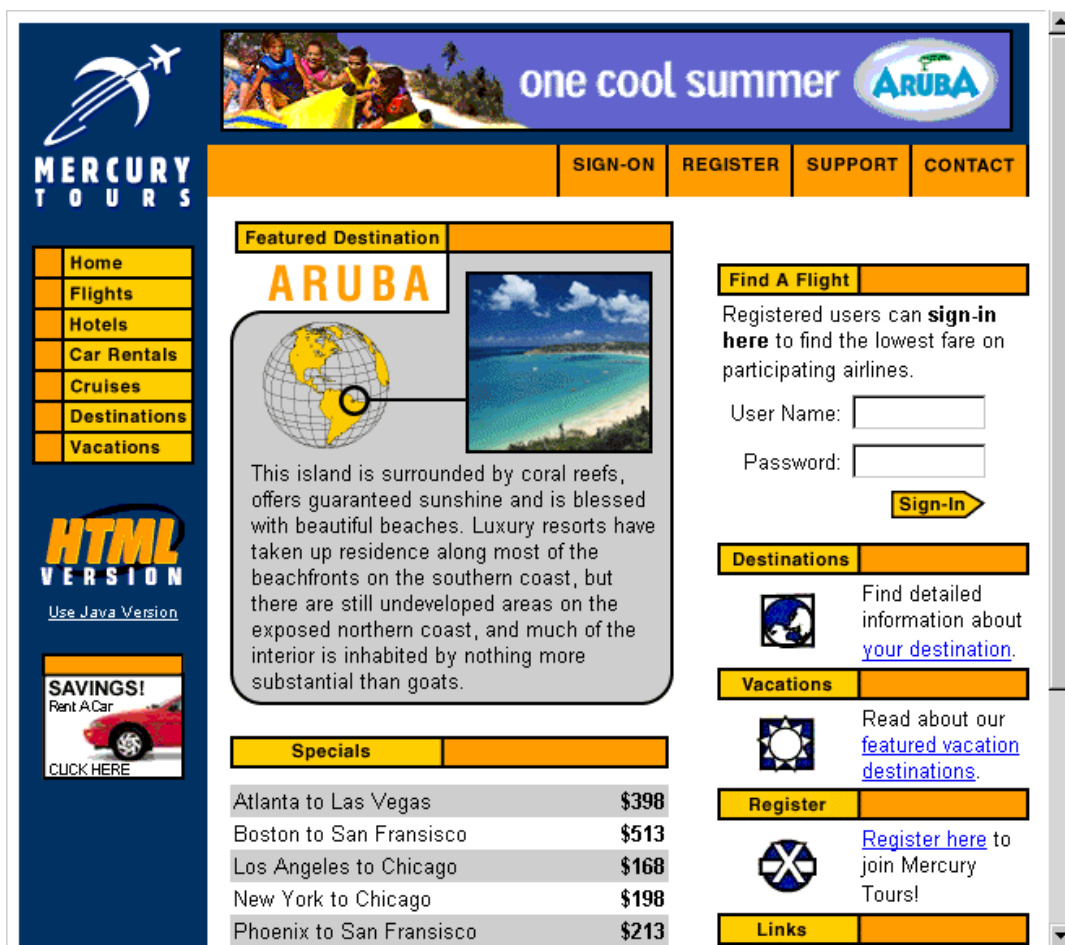 one cool summer ARUBA
MERCURY
TOURS
SIGN-ON REGISTER SUPPORT CONTACT
Home
Flights
Hotels
Car Rentals
Cruises
Destinations
Vacations
HTML
VERSION
Use Java Version
SAVINGS!
Rent A Car
CLICK HERE
Featured Destination
ARUBA
This island is surrounded by coral reefs,
offers guaranteed sunshine and is blessed
with beautiful beaches. Luxury resorts have
taken up residence along most of the
beachfronts on the southern coast, but
there are still undeveloped areas on the
exposed northern coast, and much of the
interior is inhabited by nothing more
substantial than goats.
Specials
Atlanta to Las Vegas $398
Boston to San Fransisco $513
Los Angeles to Chicago $168
New York to Chicago $198
Phoenix to San Fransisco $213
Find A Flight
Registered users can sign-in
here to find the lowest fare on
participating airlines.
User Name:
Password:
Sign-In
Destinations
Find detailed
information about
your destination.
Vacations
Read about our
featured vacation
destinations.
Register
Register here to
join Mercury
Tours!
Links